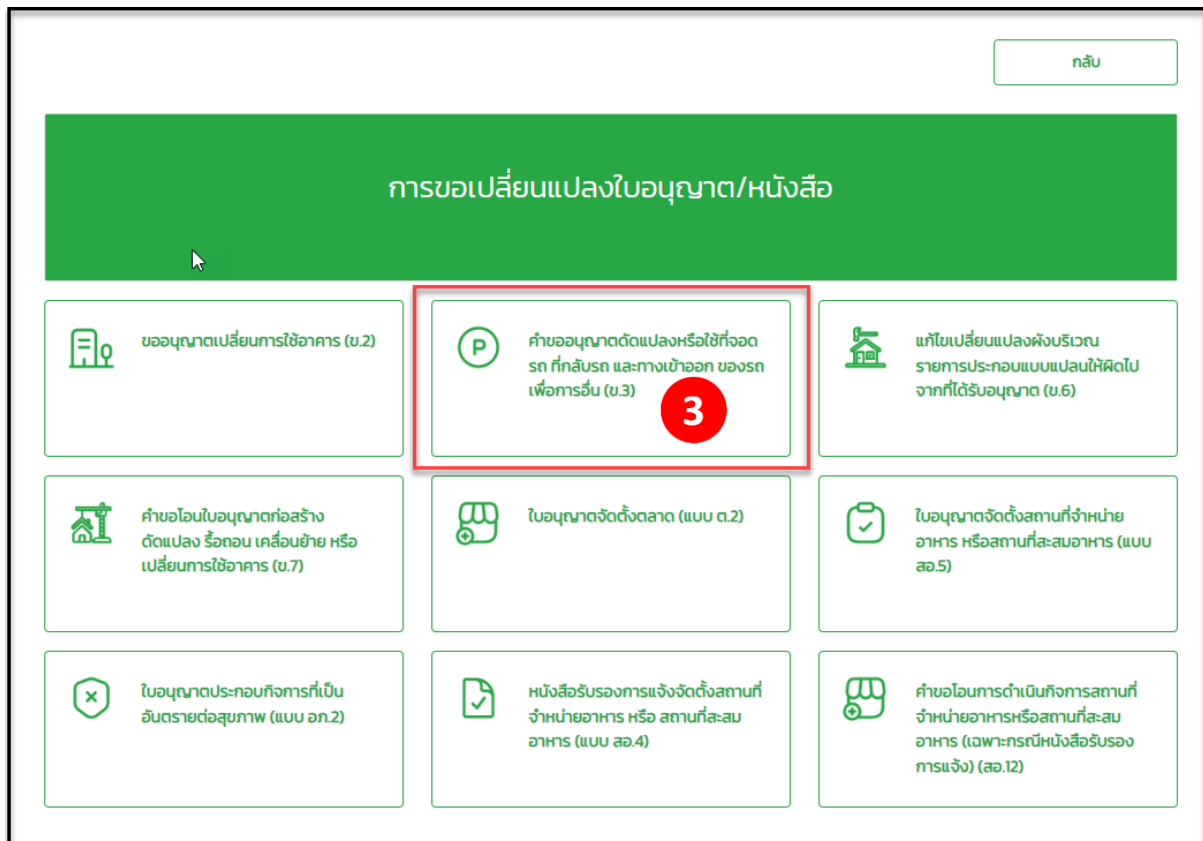 กลับ
การขอเปลี่ยนแปลงใบอนุญาต/หนังสือ
ขออนุญาตเปลี่ยนการใช้อาคาร (ข.2)
P
คำขออนุญาตดัดแปลงหรือใช้ที่จอด
รถ ที่กลับรถ และทางเข้าออก ของรถ
เพื่อการอื่น (ข.3)
3
แก้ไขเปลี่ยนแปลงผังบริเวณ
รายการประกอบแบบแปลนให้ผิดไป
จากที่ได้รับอนุญาต (ข.6)
คำขอโอนใบอนุญาตก่อสร้าง
ดัดแปลง รื้อถอน เคลื่อนย้าย หรือ
เปลี่ยนการใช้อาคาร (ข.7)
ใบอนุญาตจัดตั้งตลาด (แบบ ต.2)
ใบอนุญาตจัดตั้งสถานที่จำหน่าย
อาหาร หรือสถานที่สะสมอาหาร (แบบ
สอ.5)
ใบอนุญาตประกอบกิจการที่เป็น
อันตรายต่อสุขภาพ (แบบ อภ.2)
หนังสือรับรองการแจ้งจัดตั้งสถานที่
จำหน่ายอาหาร หรือ สถานที่สะสม
อาหาร (แบบ สอ.4)
คำขอโอนการดำเนินกิจการสถานที่
จำหน่ายอาหารหรือสถานที่สะสม
อาหาร (เฉพาะกรณีหนังสือรับรอง
การแจ้ง) (สอ.12)